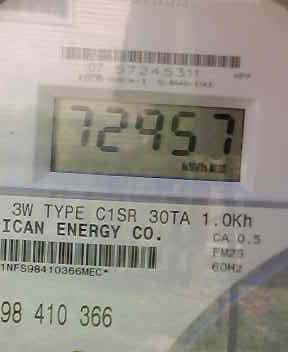 07 57245311
72957
kWh
3W TYPE C1SR 30TA 1.0Kh
ICAN ENERGY CO.
CA 0.5
FM2S
60Hz
1NFS98410366MEC*
98 410 366